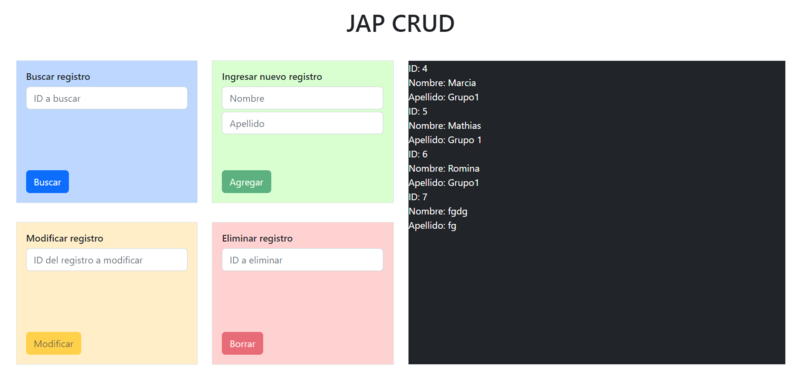 JAP CRUD
Buscar registro
ID a buscar
Buscar
Ingresar nuevo registro
Nombre
Apellido
Agregar
Modificar registro
ID del registro a modificar
Modificar
Eliminar registro
ID a eliminar
Borrar
ID: 4
Nombre: Marcia
Apellido: Grupo1
ID: 5
Nombre: Mathias
Apellido: Grupo 1
ID: 6
Nombre: Romina
Apellido: Grupo1
ID: 7
Nombre: fgdg
Apellido: fg